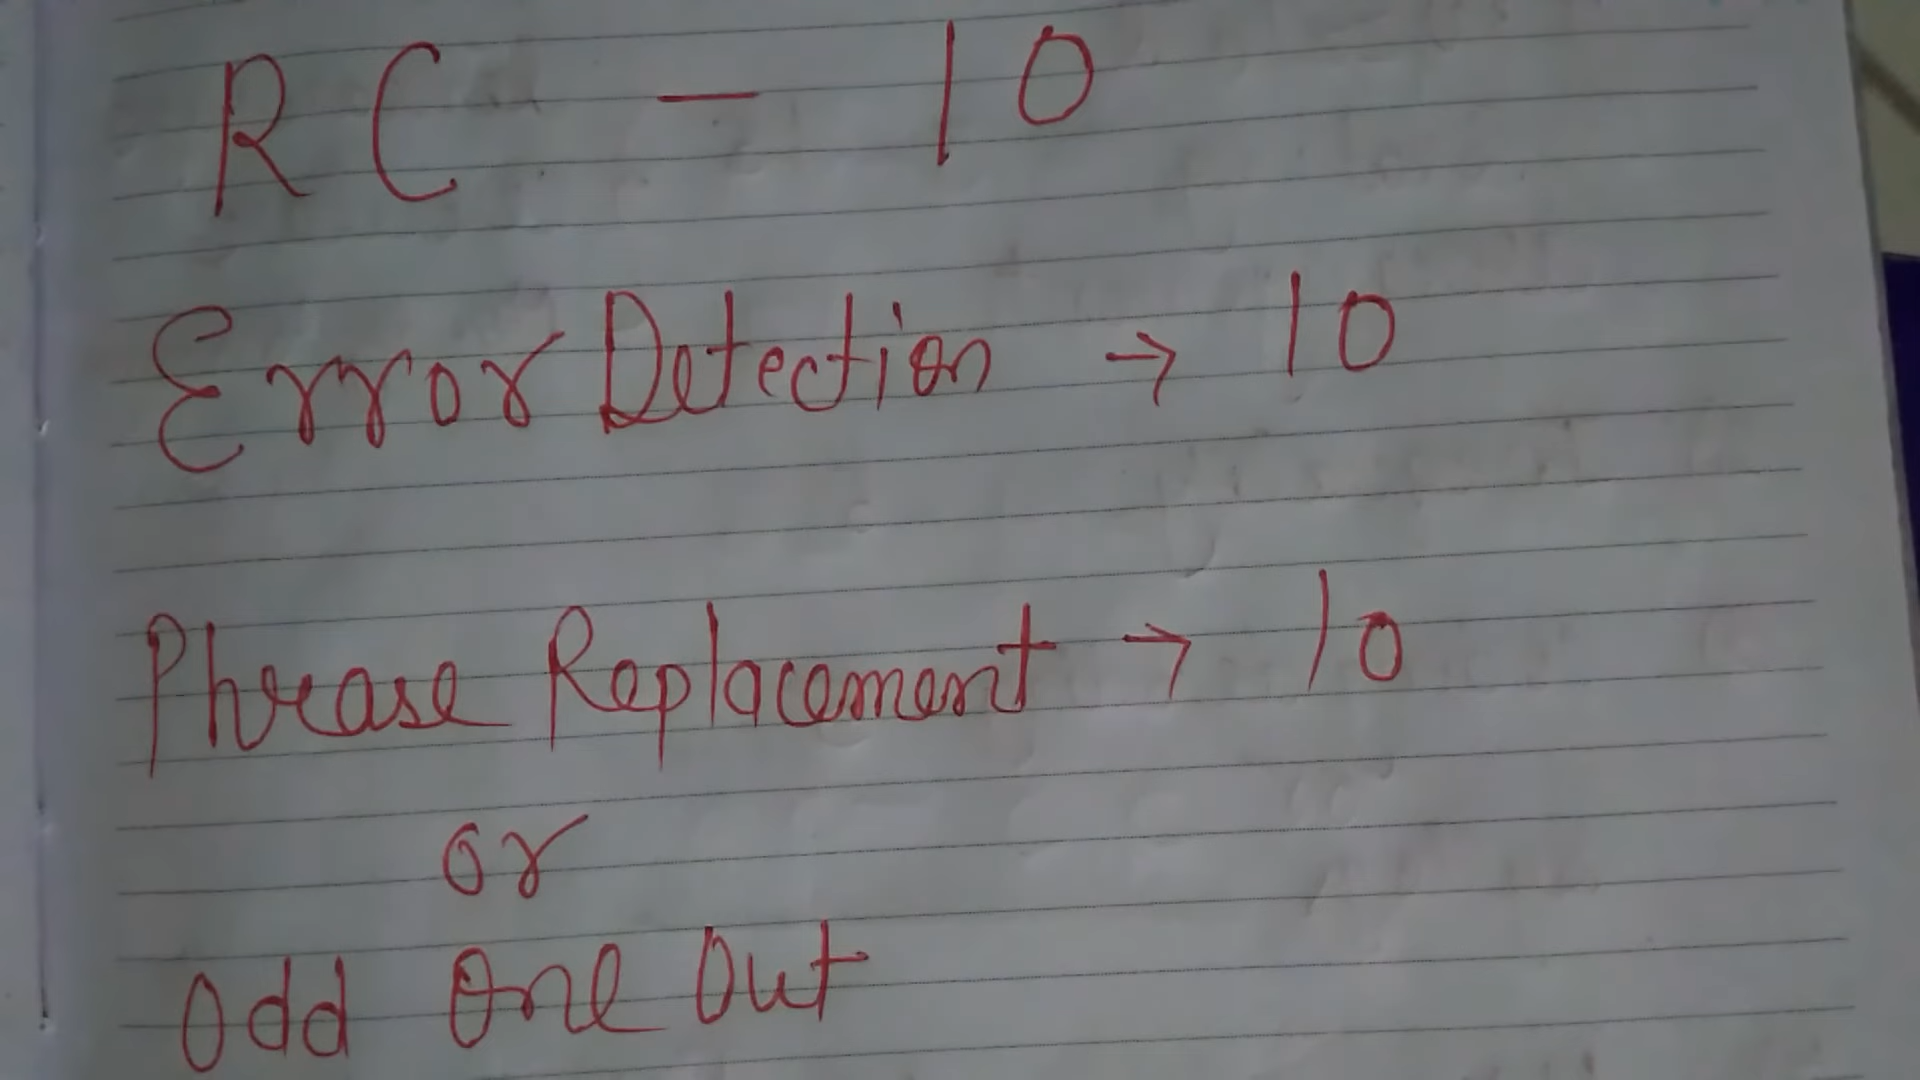 RC - 10
Error Detection → 10
Phrase Replacement → 10
or
Odd One Out